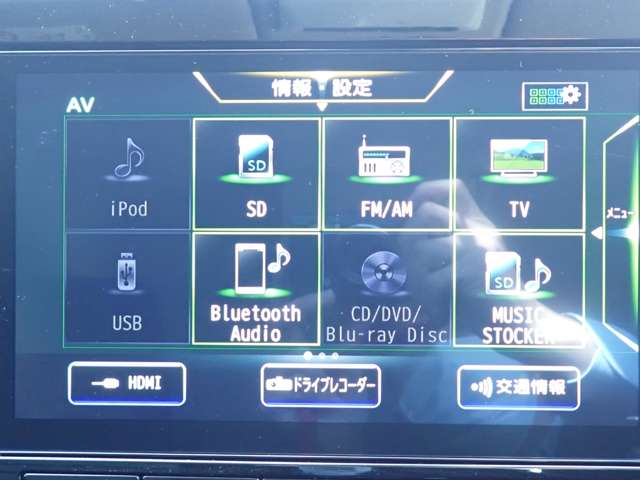 情報・設定
AV
メニュー
iPod
SD
SD
FM/AM
TV
USB
Bluetooth
Audio
CD/DVD/
Blu-ray Disc
SD
MUSIC
STOCKER
HDMI
ドライブレコーダー
交通情報